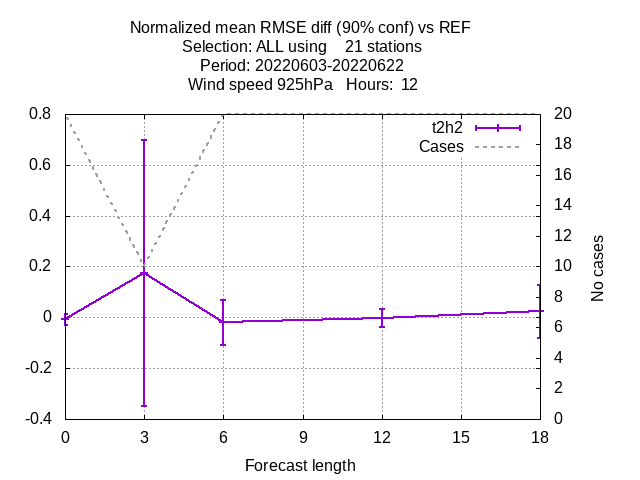 Normalized mean RMSE diff (90% conf) vs REF
Selection: ALL using    21 stations
Period: 20220603-20220622
Wind speed 925hPa   Hours:  12
t2h2
Cases
0.8
0.6
0.4
0.2
0
-0.2
-0.4
20
18
16
14
12
10
8
6
4
2
0
No cases
0 3 6 9 12 15 18
Forecast length